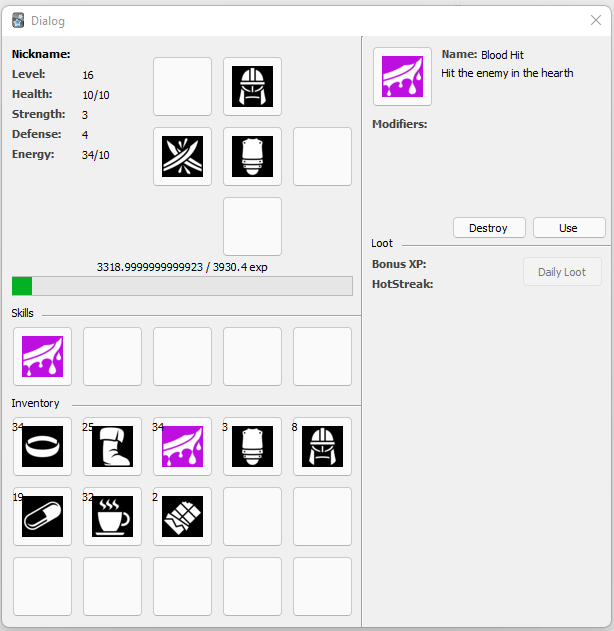 Dialog
Nickname:
Level: 16
Health: 10/10
Strength: 3
Defense: 4
Energy: 34/10
3318.9999999999923 / 3930.4 exp
Skills
Inventory
34 25 34 3 8
19 32 2
Name: Blood Hit
Hit the enemy in the hearth
Modifiers:
Destroy Use
Loot
Bonus XP:
Daily Loot
HotStreak: